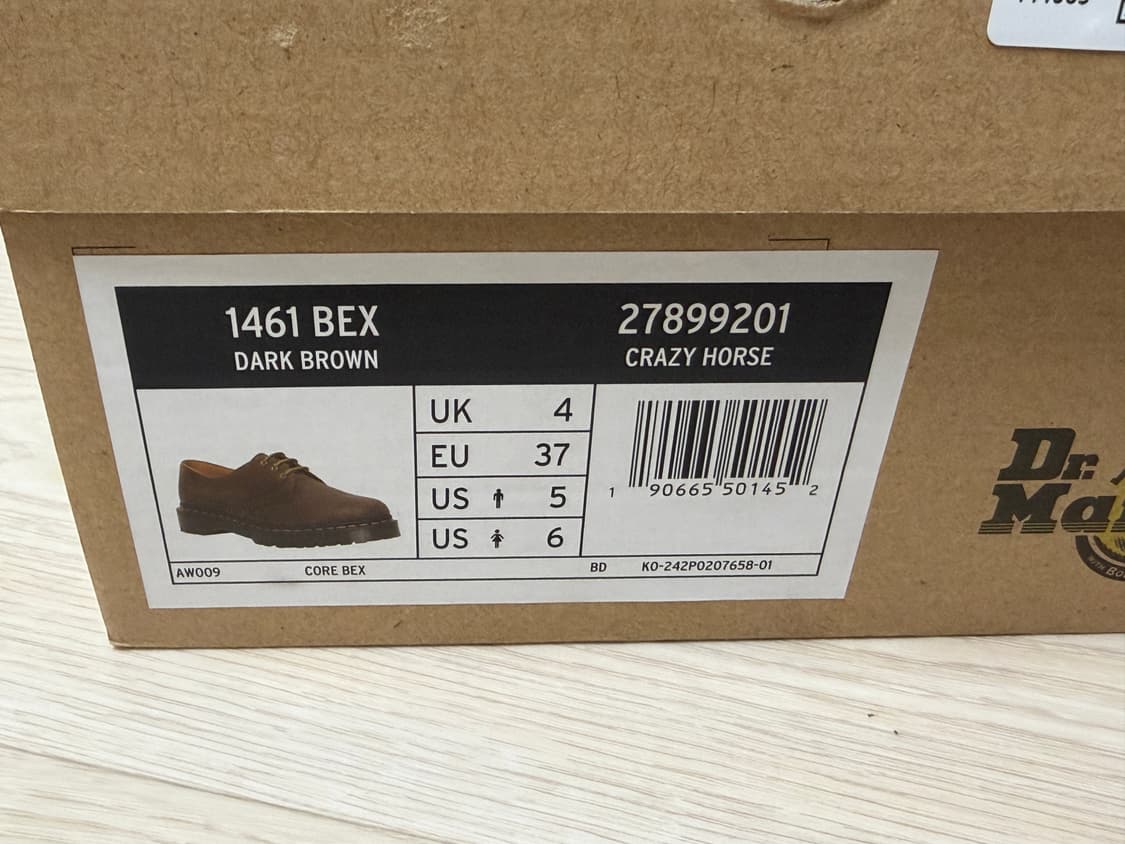 1461 BEX
DARK BROWN
27899201
CRAZY HORSE
UK 4
EU 37
US 5
US 6
1 90665 50145 2
AW009 CORE BEX BD KO-242P0207658-01
Dr.